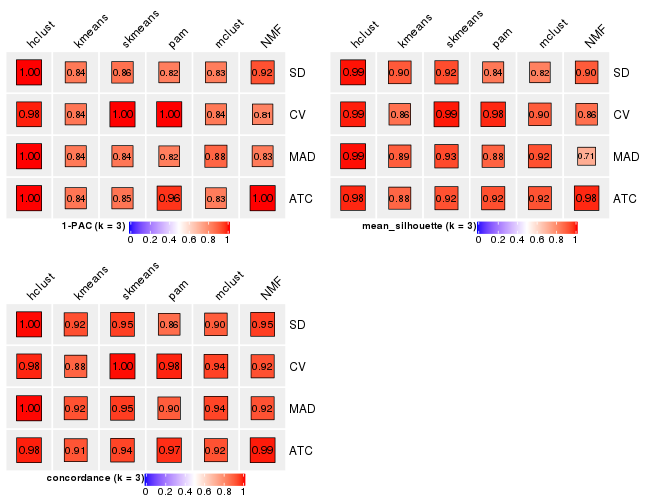 hclust kmeans skmeans pam mclust NMF
1.00 0.84 0.86 0.82 0.83 0.92 SD
0.98 0.84 1.00 1.00 0.84 0.81 CV
1.00 0.84 0.84 0.82 0.88 0.83 MAD
1.00 0.84 0.85 0.96 0.83 1.00 ATC
1-PAC (k = 3)
0 0.2 0.4 0.6 0.8 1
hclust kmeans skmeans pam mclust NMF
0.99 0.90 0.92 0.84 0.82 0.90 SD
0.99 0.86 0.99 0.98 0.90 0.86 CV
0.99 0.89 0.93 0.88 0.92 0.71 MAD
0.98 0.88 0.92 0.92 0.92 0.98 ATC
mean_silhouette (k = 3)
0 0.2 0.4 0.6 0.8 1
hclust kmeans skmeans pam mclust NMF
1.00 0.92 0.95 0.86 0.90 0.95 SD
0.98 0.88 1.00 0.98 0.94 0.92 CV
1.00 0.92 0.95 0.90 0.94 0.92 MAD
0.98 0.91 0.94 0.97 0.92 0.99 ATC
concordance (k = 3)
0 0.2 0.4 0.6 0.8 1